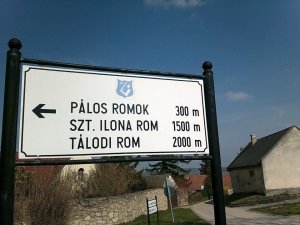 PÁLOS ROMOK 300 m
SZT. ILONA ROM 1500 m
TÁLODI ROM 2000 m